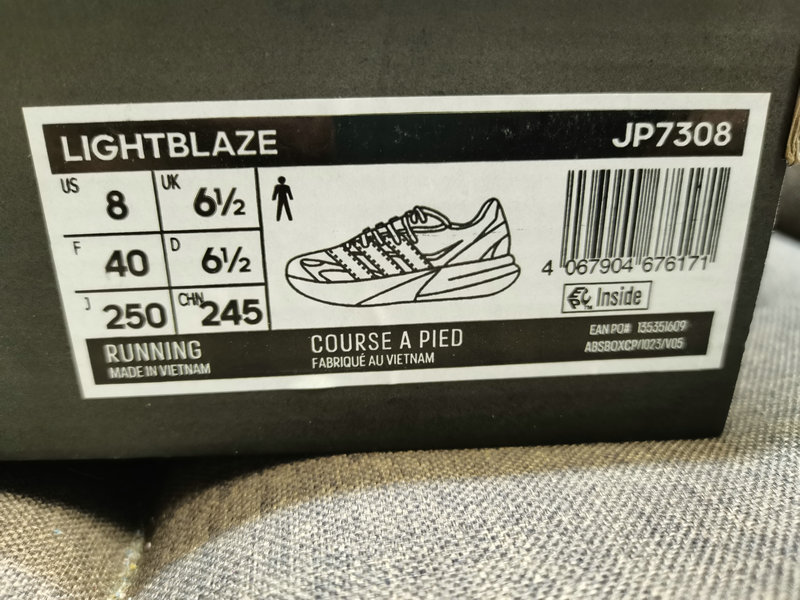 LIGHTBLAZE JP7308
US 8 UK 6½
F 40 D 6½
J 250 CHN 245
4 067904 676171
Inside
RUNNING
MADE IN VIETNAM
COURSE A PIED
FABRIQUÉ AU VIETNAM
EAN PO# 135351609
ABSBOXCP/1023/V05